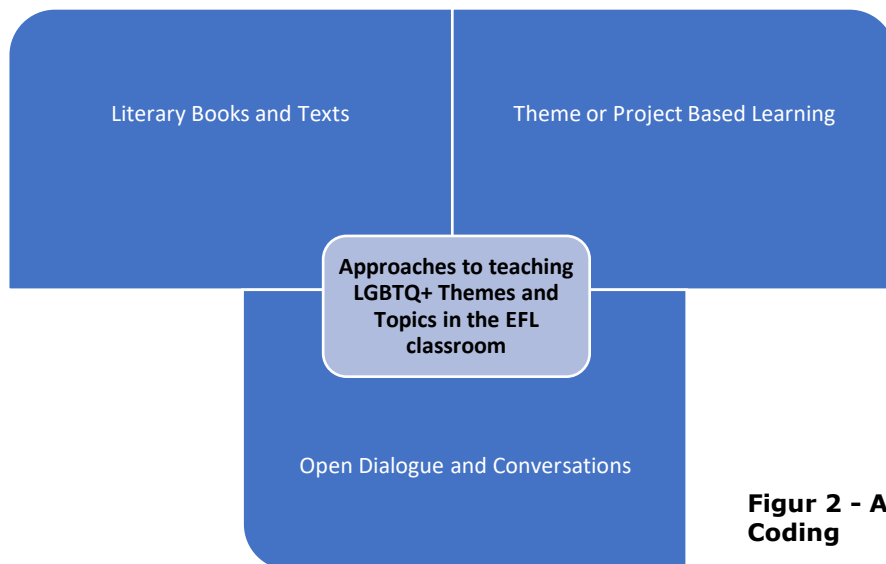 Literary Books and Texts
Theme or Project Based Learning
Approaches to teaching
LGBTQ+ Themes and
Topics in the EFL
classroom
Open Dialogue and Conversations
Figur 2 - A
Coding